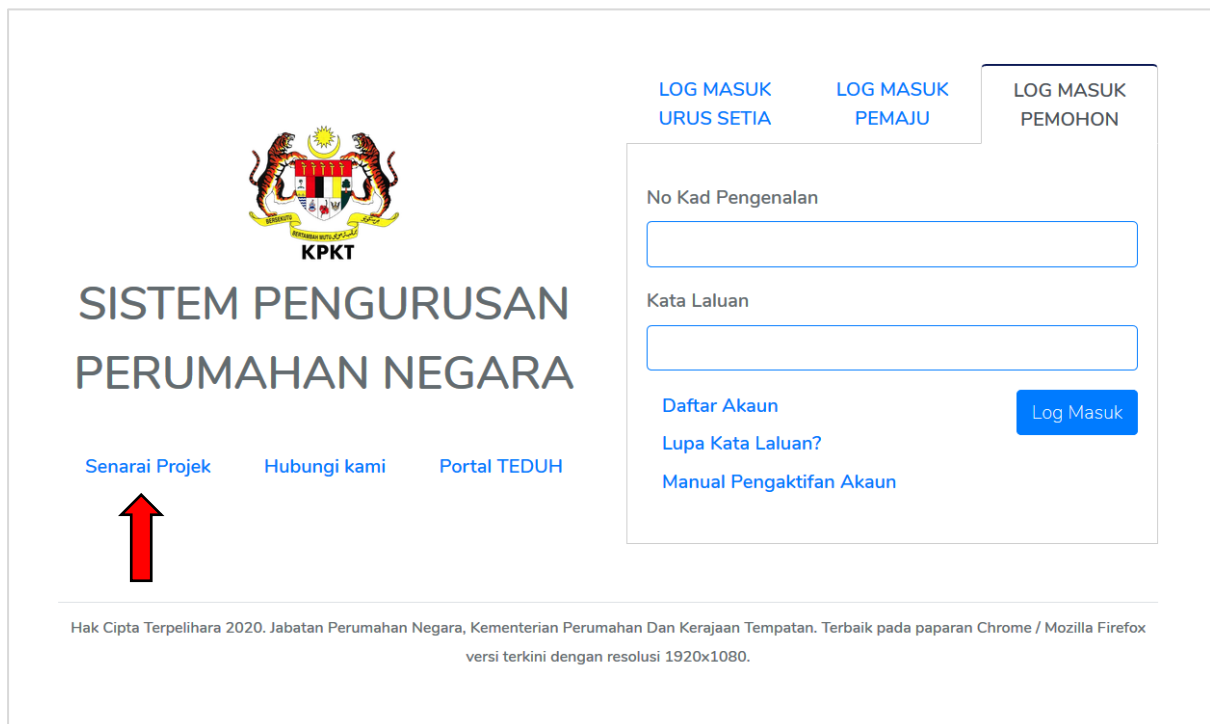 BERSEKUTU
BERTAMBAH MUTU
KPKT
SISTEM PENGURUSAN
PERUMAHAN NEGARA
Senarai Projek
Hubungi kami
Portal TEDUH
LOG MASUK
URUS SETIA
LOG MASUK
PEMAJU
LOG MASUK
PEMOHON
No Kad Pengenalan
Kata Laluan
Daftar Akaun
Log Masuk
Lupa Kata Laluan?
Manual Pengaktifan Akaun
Hak Cipta Terpelihara 2020. Jabatan Perumahan Negara, Kementerian Perumahan Dan Kerajaan Tempatan. Terbaik pada paparan Chrome / Mozilla Firefox
versi terkini dengan resolusi 1920x1080.